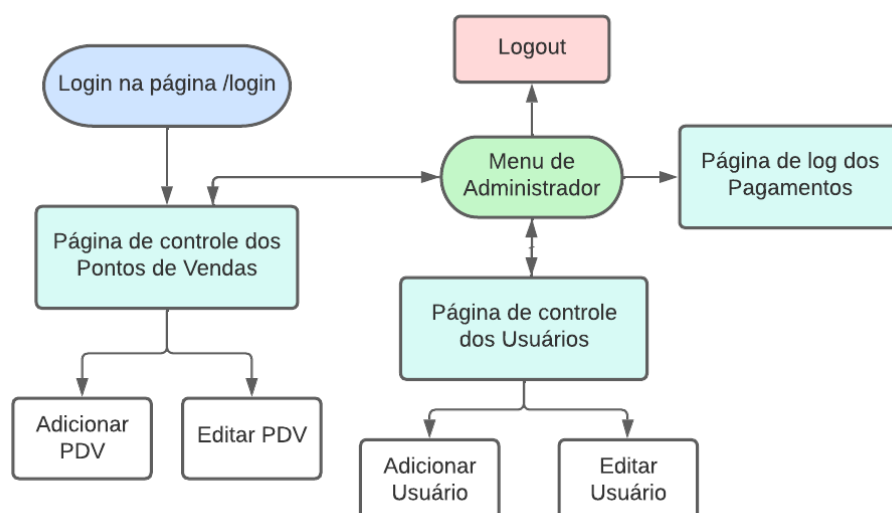 Logout
Login na página /login
Menu de
Administrador
Página de log dos
Pagamentos
Página de controle dos
Pontos de Vendas
Página de controle
dos Usuários
Adicionar
PDV
Editar PDV
Adicionar
Usuário
Editar
Usuário